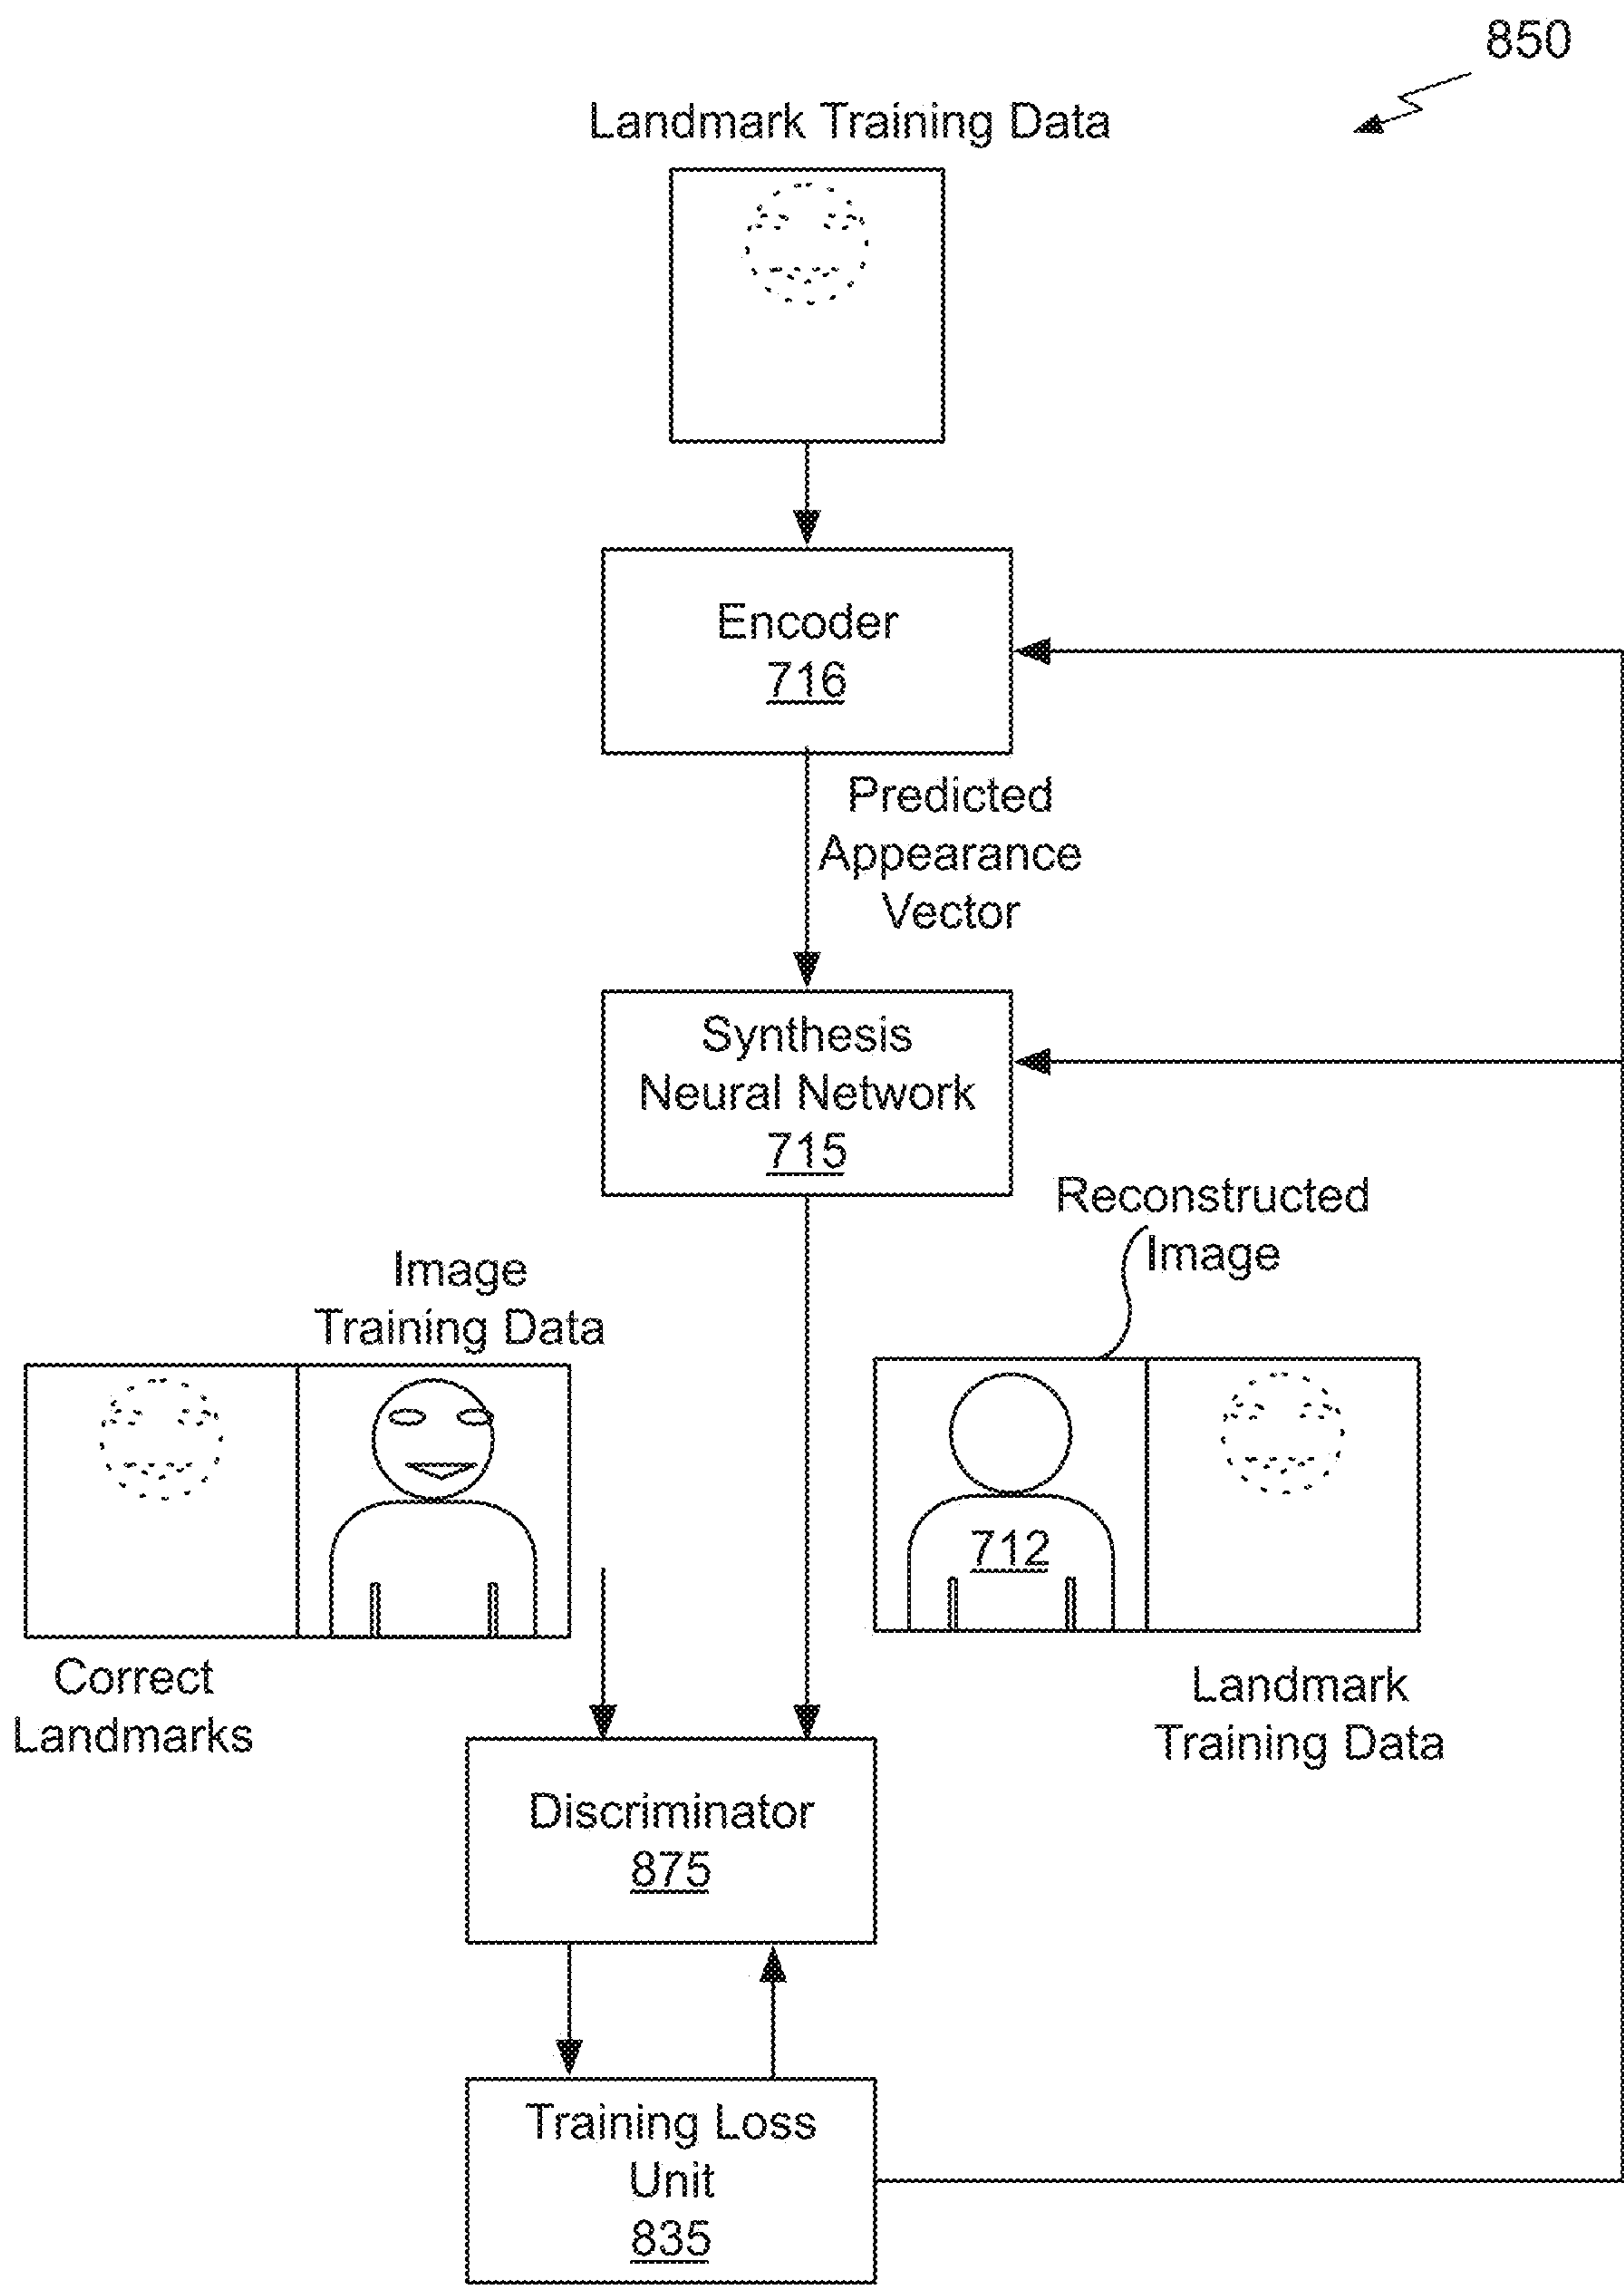 850
Landmark Training Data
Encoder
716
Predicted
Appearance
Vector
Synthesis
Neural Network
715
Reconstructed
Image
Image
Training Data
712
Correct
Landmarks
Landmark
Training Data
Discriminator
875
Training Loss
Unit
835